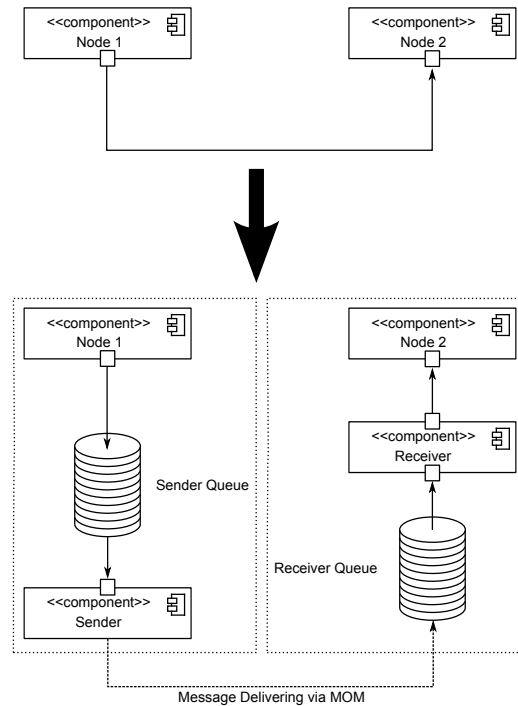 <<component>>
Node 1
<<component>>
Node 2
<<component>>
Node 1
<<component>>
Node 2
<<component>>
Receiver
Sender Queue
Receiver Queue
<<component>>
Sender
Message Delivering via MOM